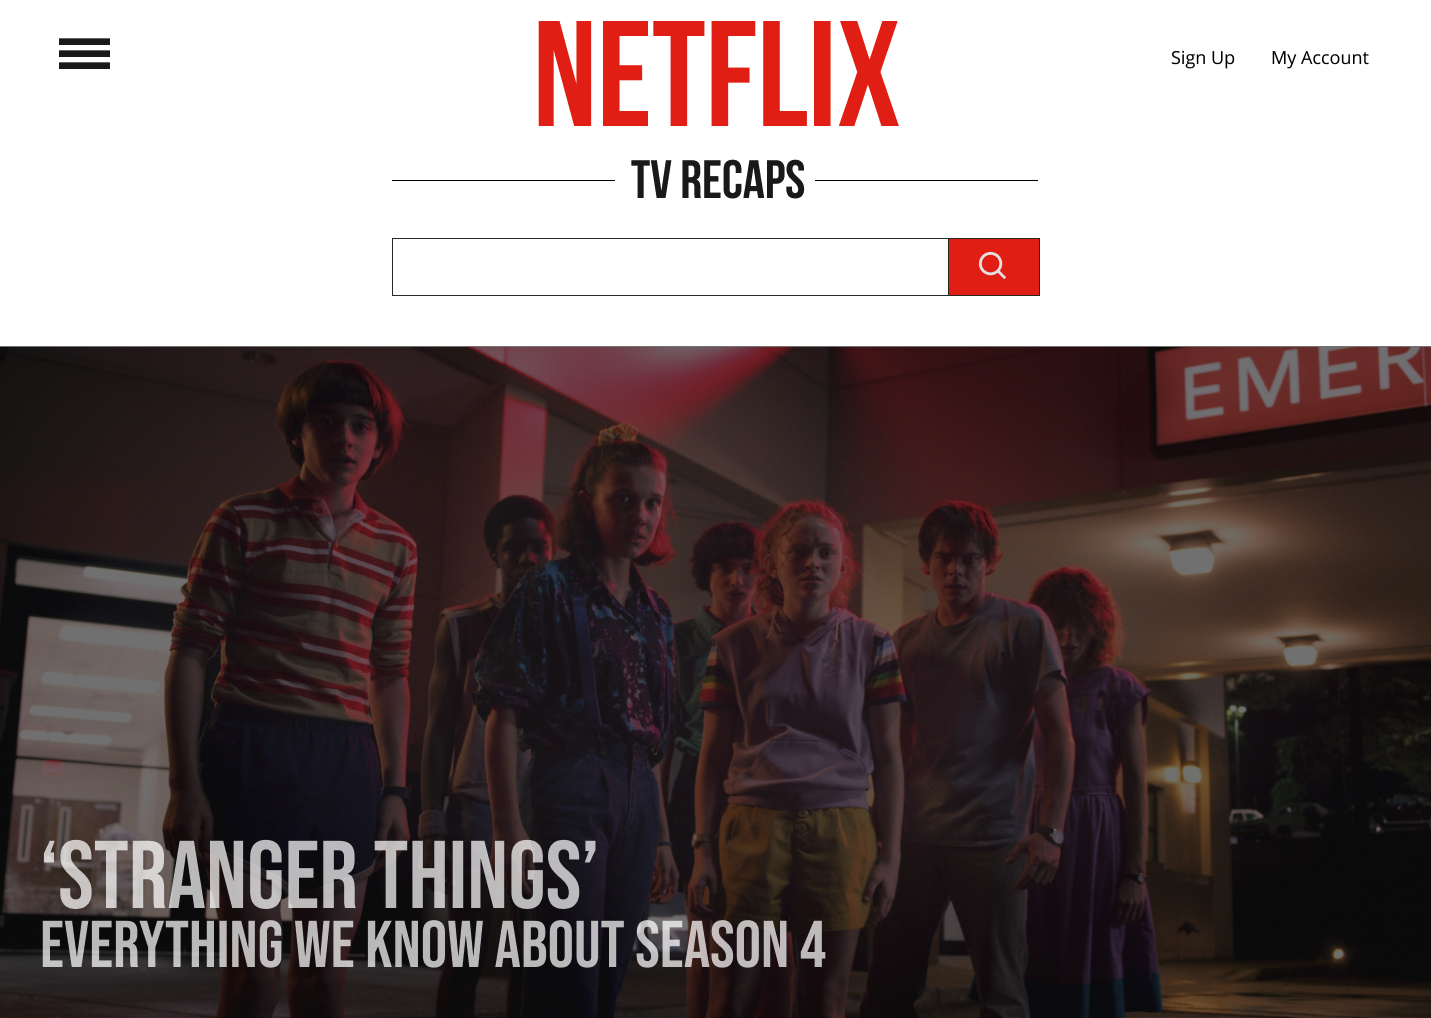 NETFLIX
Sign Up
My Account
TV RECAPS
EMER
‘STRANGER THINGS’
EVERYTHING WE KNOW ABOUT SEASON 4